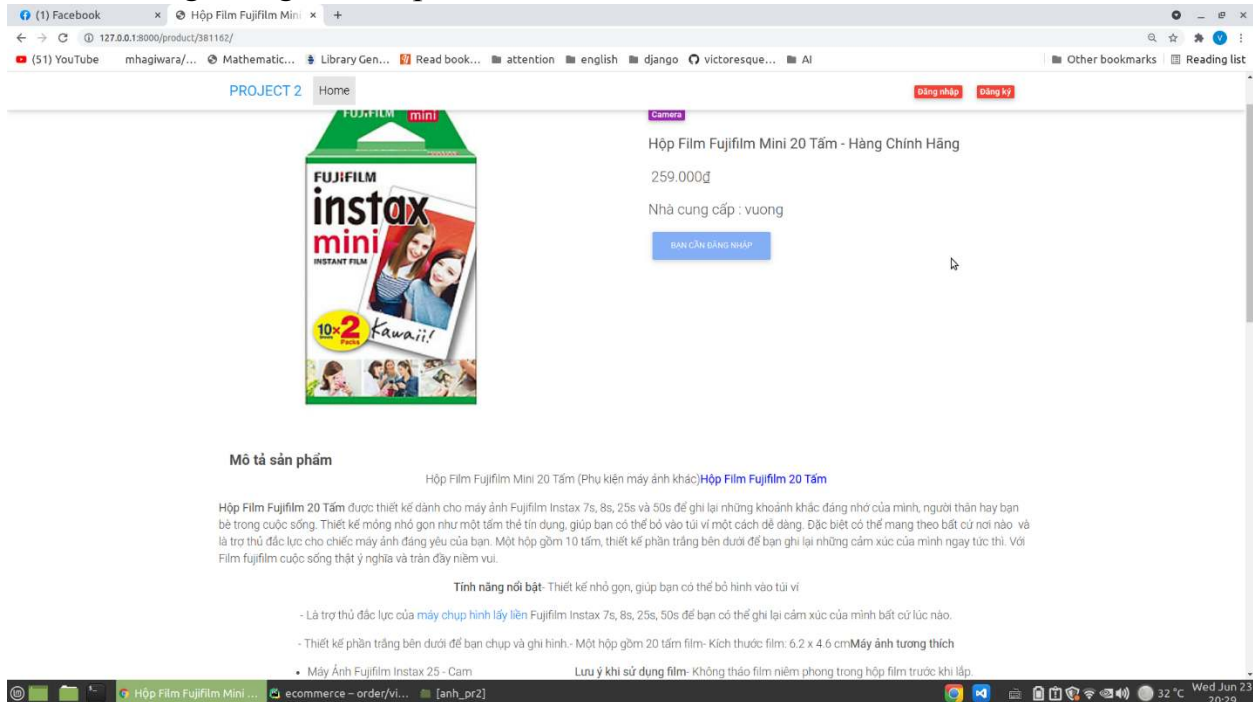 (1) Facebook
Hộp Film Fujifilm Mini
127.0.0.1:8000/product/381162/
(51) YouTube mhagiwara/... Mathematic... Library Gen... Read book... attention english django victoresque... AI Other bookmarks Reading list
PROJECT 2 Home Đăng nhập Đăng ký
FUJIFILM mini
FUJIFILM
instax
mini
INSTANT FILM
10x2
Packs
Kawaii!
Camera
Hộp Film Fujifilm Mini 20 Tấm - Hàng Chính Hãng
259.000₫
Nhà cung cấp : vuong
BẠN CẦN ĐĂNG NHẬP
Mô tả sản phẩm
Hộp Film Fujifilm Mini 20 Tấm (Phụ kiện máy ảnh khác)Hộp Film Fujifilm 20 Tấm
Hộp Film Fujifilm 20 Tấm được thiết kế dành cho máy ảnh Fujifilm Instax 7s, 8s, 25s và 50s để ghi lại những khoảnh khắc đáng nhớ của mình, người thân hay bạn
bè trong cuộc sống. Thiết kế mỏng nhỏ gọn như một tấm thẻ tín dụng, giúp bạn có thể bỏ vào túi ví một cách dễ dàng. Đặc biệt có thể mang theo bất cứ nơi nào và
là trợ thủ đắc lực cho chiếc máy ảnh đáng yêu của bạn. Một hộp gồm 10 tấm, thiết kế phần trắng bên dưới để bạn ghi lại những cảm xúc của mình ngay tức thì. Với
Film fujifilm cuộc sống thật ý nghĩa và tràn đầy niềm vui.
Tính năng nổi bật- Thiết kế nhỏ gọn, giúp bạn có thể bỏ hình vào túi ví
- Là trợ thủ đắc lực của máy chụp hình lấy liền Fujifilm Instax 7s, 8s, 25s, 50s để bạn có thể ghi lại cảm xúc của mình bất cứ lúc nào.
- Thiết kế phần trắng bên dưới để bạn chụp và ghi hình.- Một hộp gồm 20 tấm film- Kích thước film: 6.2 x 4.6 cmMáy ảnh tương thích
• Máy Ảnh Fujifilm Instax 25 - Cam Lưu ý khi sử dụng film- Không tháo film niêm phong trong hộp film trước khi lắp.
Hộp Film Fujifilm Mini ... ecommerce – order/vi... [anh_pr2] 32 °C Wed Jun 23
20:29